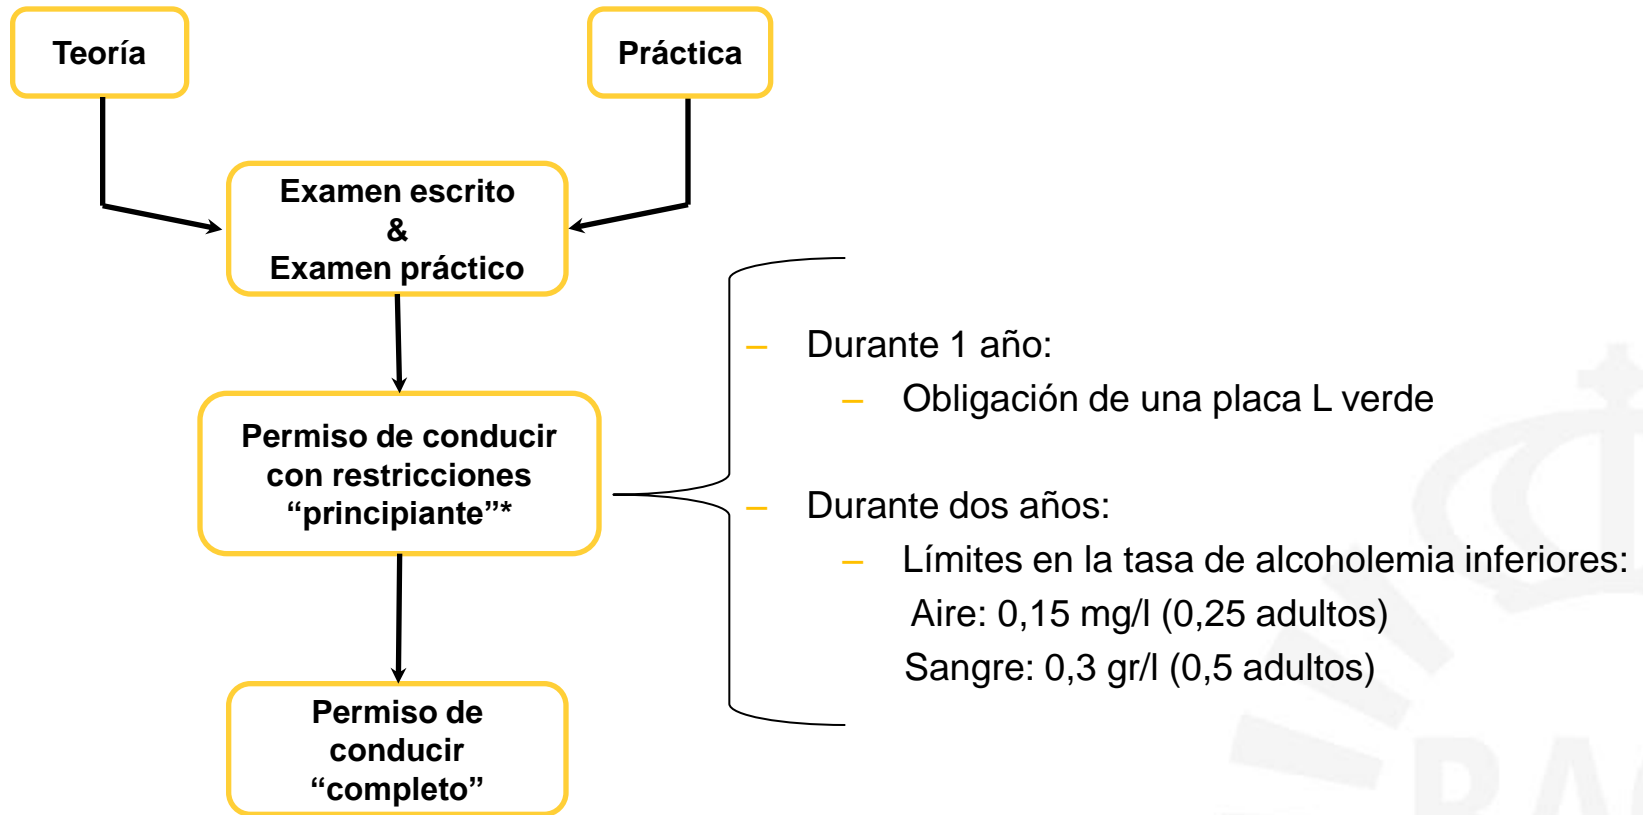 Teoría
Práctica
Examen escrito
&
Examen práctico
Permiso de conducir
con restricciones
“principiante”*
Permiso de
conducir
“completo”
– Durante 1 año:
– Obligación de una placa L verde
– Durante dos años:
– Límites en la tasa de alcoholemia inferiores:
Aire: 0,15 mg/l (0,25 adultos)
Sangre: 0,3 gr/l (0,5 adultos)